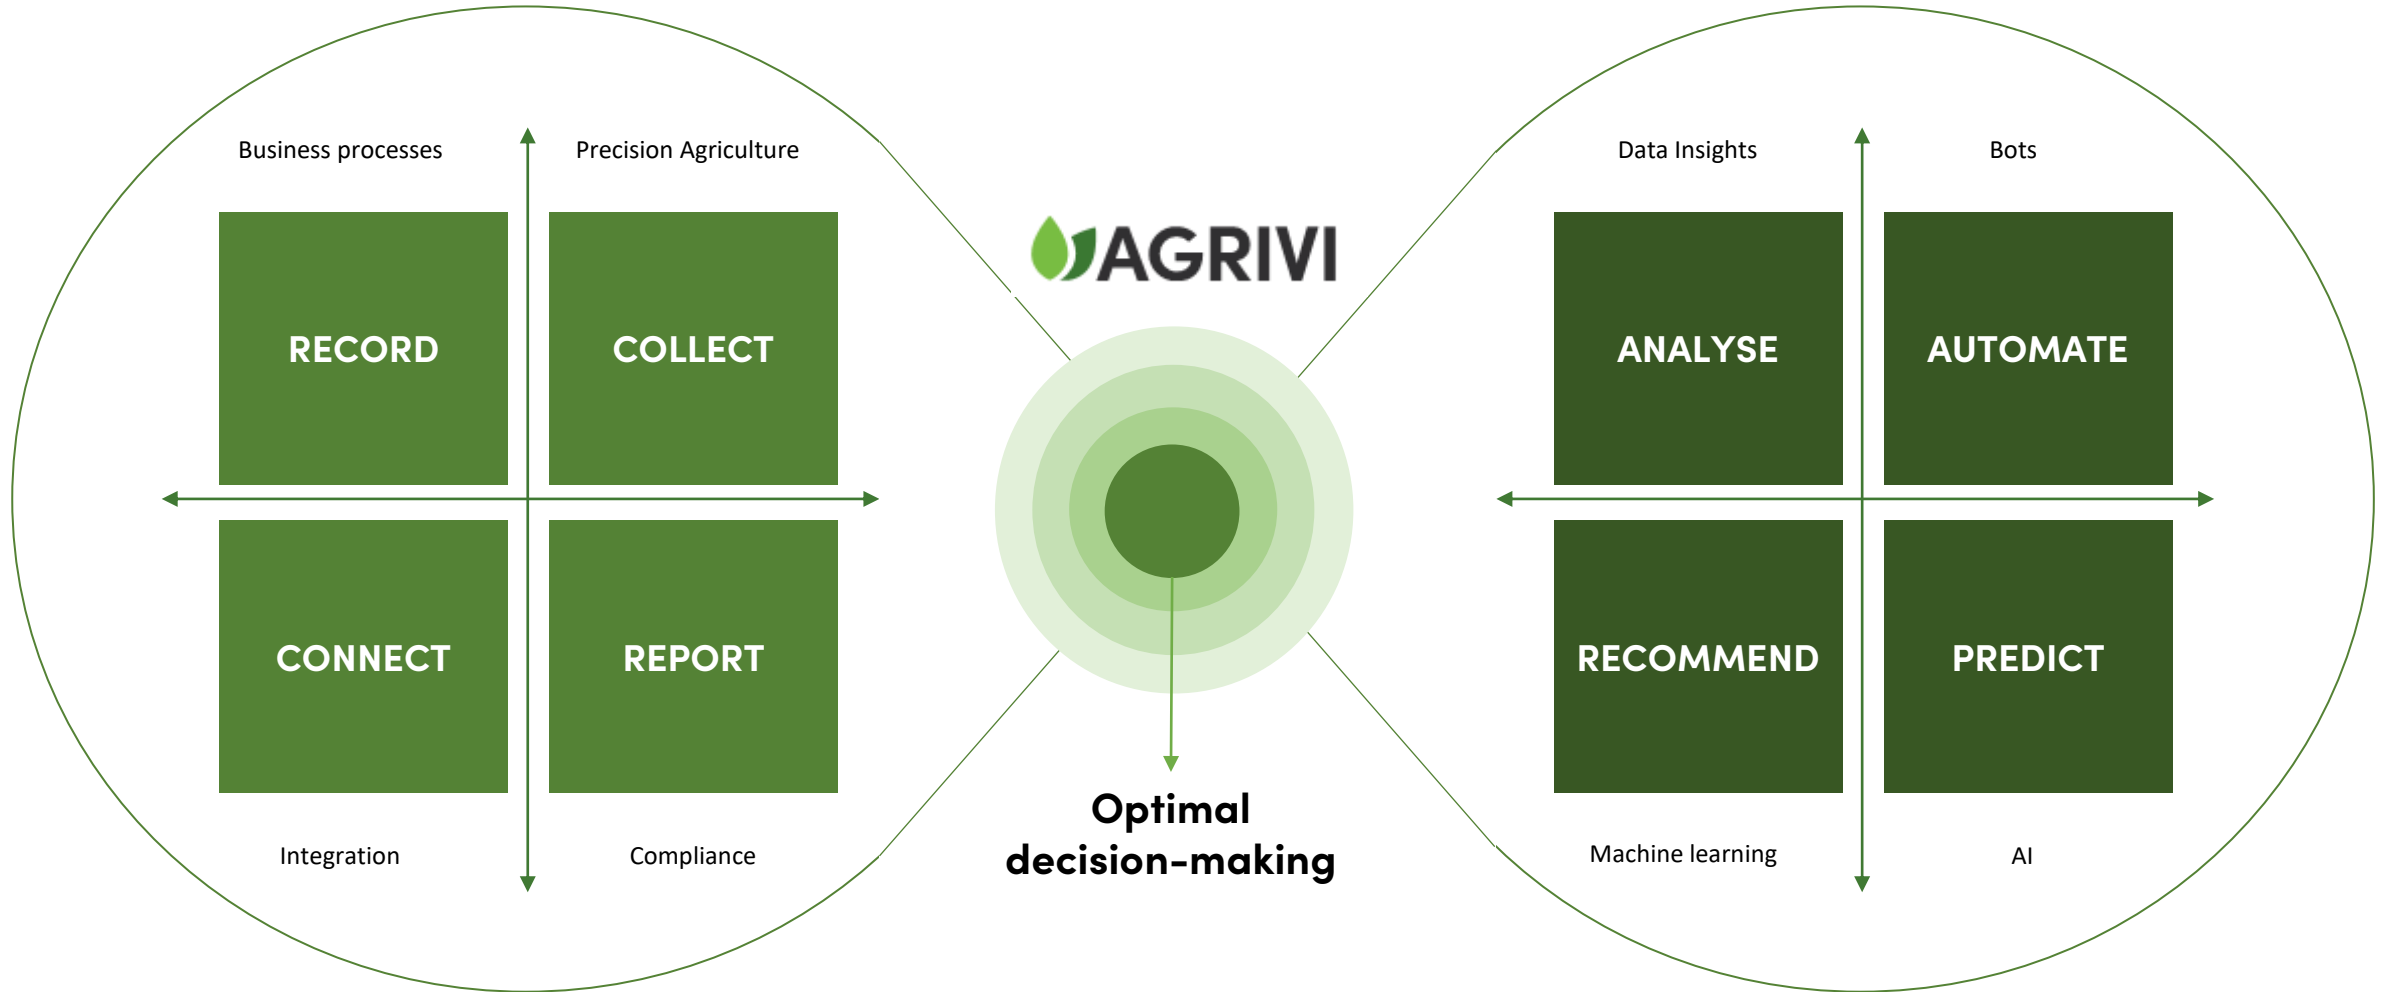 Business processes
Precision Agriculture
RECORD
COLLECT
CONNECT
REPORT
Integration
Compliance
AGRIVI
Optimal
decision-making
Data Insights
Bots
ANALYSE
AUTOMATE
RECOMMEND
PREDICT
Machine learning
AI